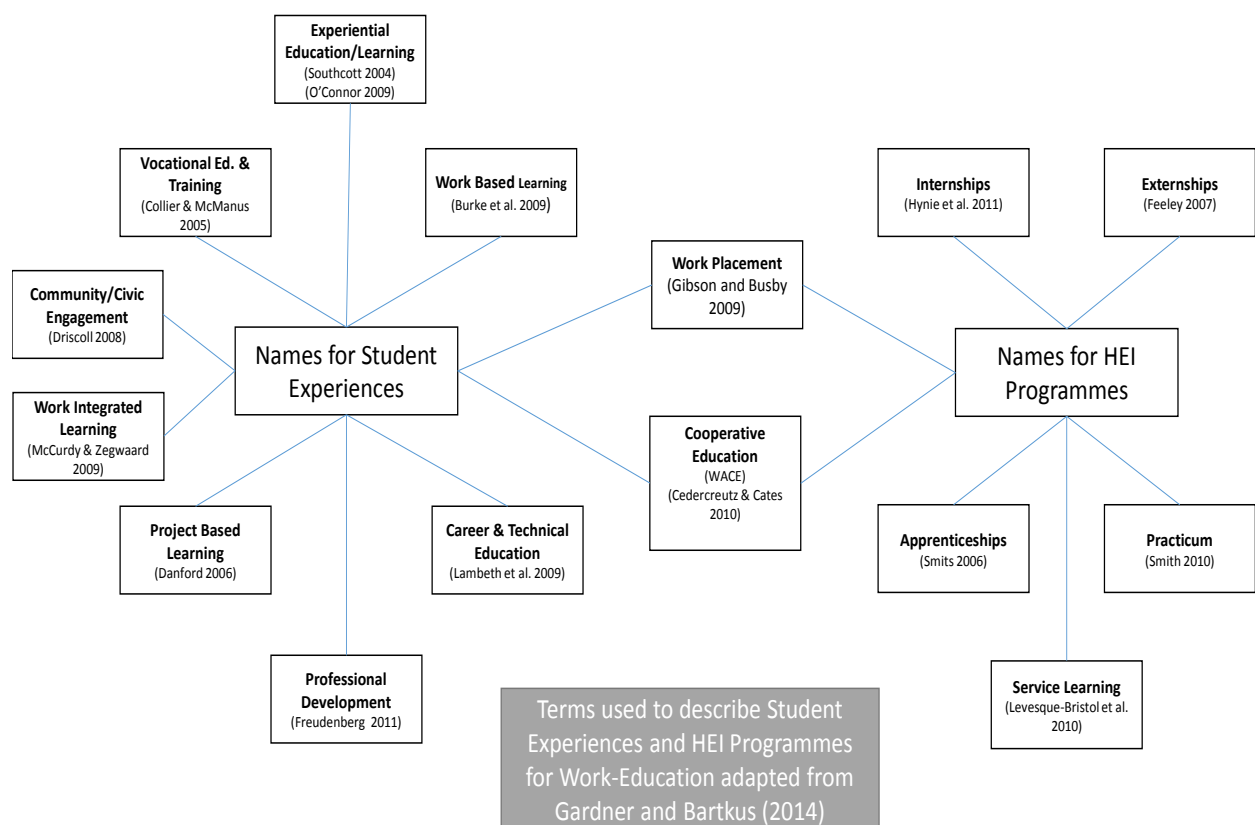 Experiential
Education/Learning
(Southcott 2004)
(O’Connor 2009)
Vocational Ed. &
Training
(Collier & McManus
2005)
Work Based Learning
(Burke et al. 2009)
Internships
(Hynie et al. 2011)
Externships
(Feeley 2007)
Community/Civic
Engagement
(Driscoll 2008)
Work Placement
(Gibson and Busby
2009)
Names for Student
Experiences
Names for HEI
Programmes
Work Integrated
Learning
(McCurdy & Zegwaard
2009)
Cooperative
Education
(WACE)
(Cedercreutz & Cates
2010)
Project Based
Learning
(Danford 2006)
Career & Technical
Education
(Lambeth et al. 2009)
Apprenticeships
(Smits 2006)
Practicum
(Smith 2010)
Professional
Development
(Freudenberg 2011)
Service Learning
(Levesque-Bristol et al.
2010)
Terms used to describe Student
Experiences and HEI Programmes
for Work-Education adapted from
Gardner and Bartkus (2014)